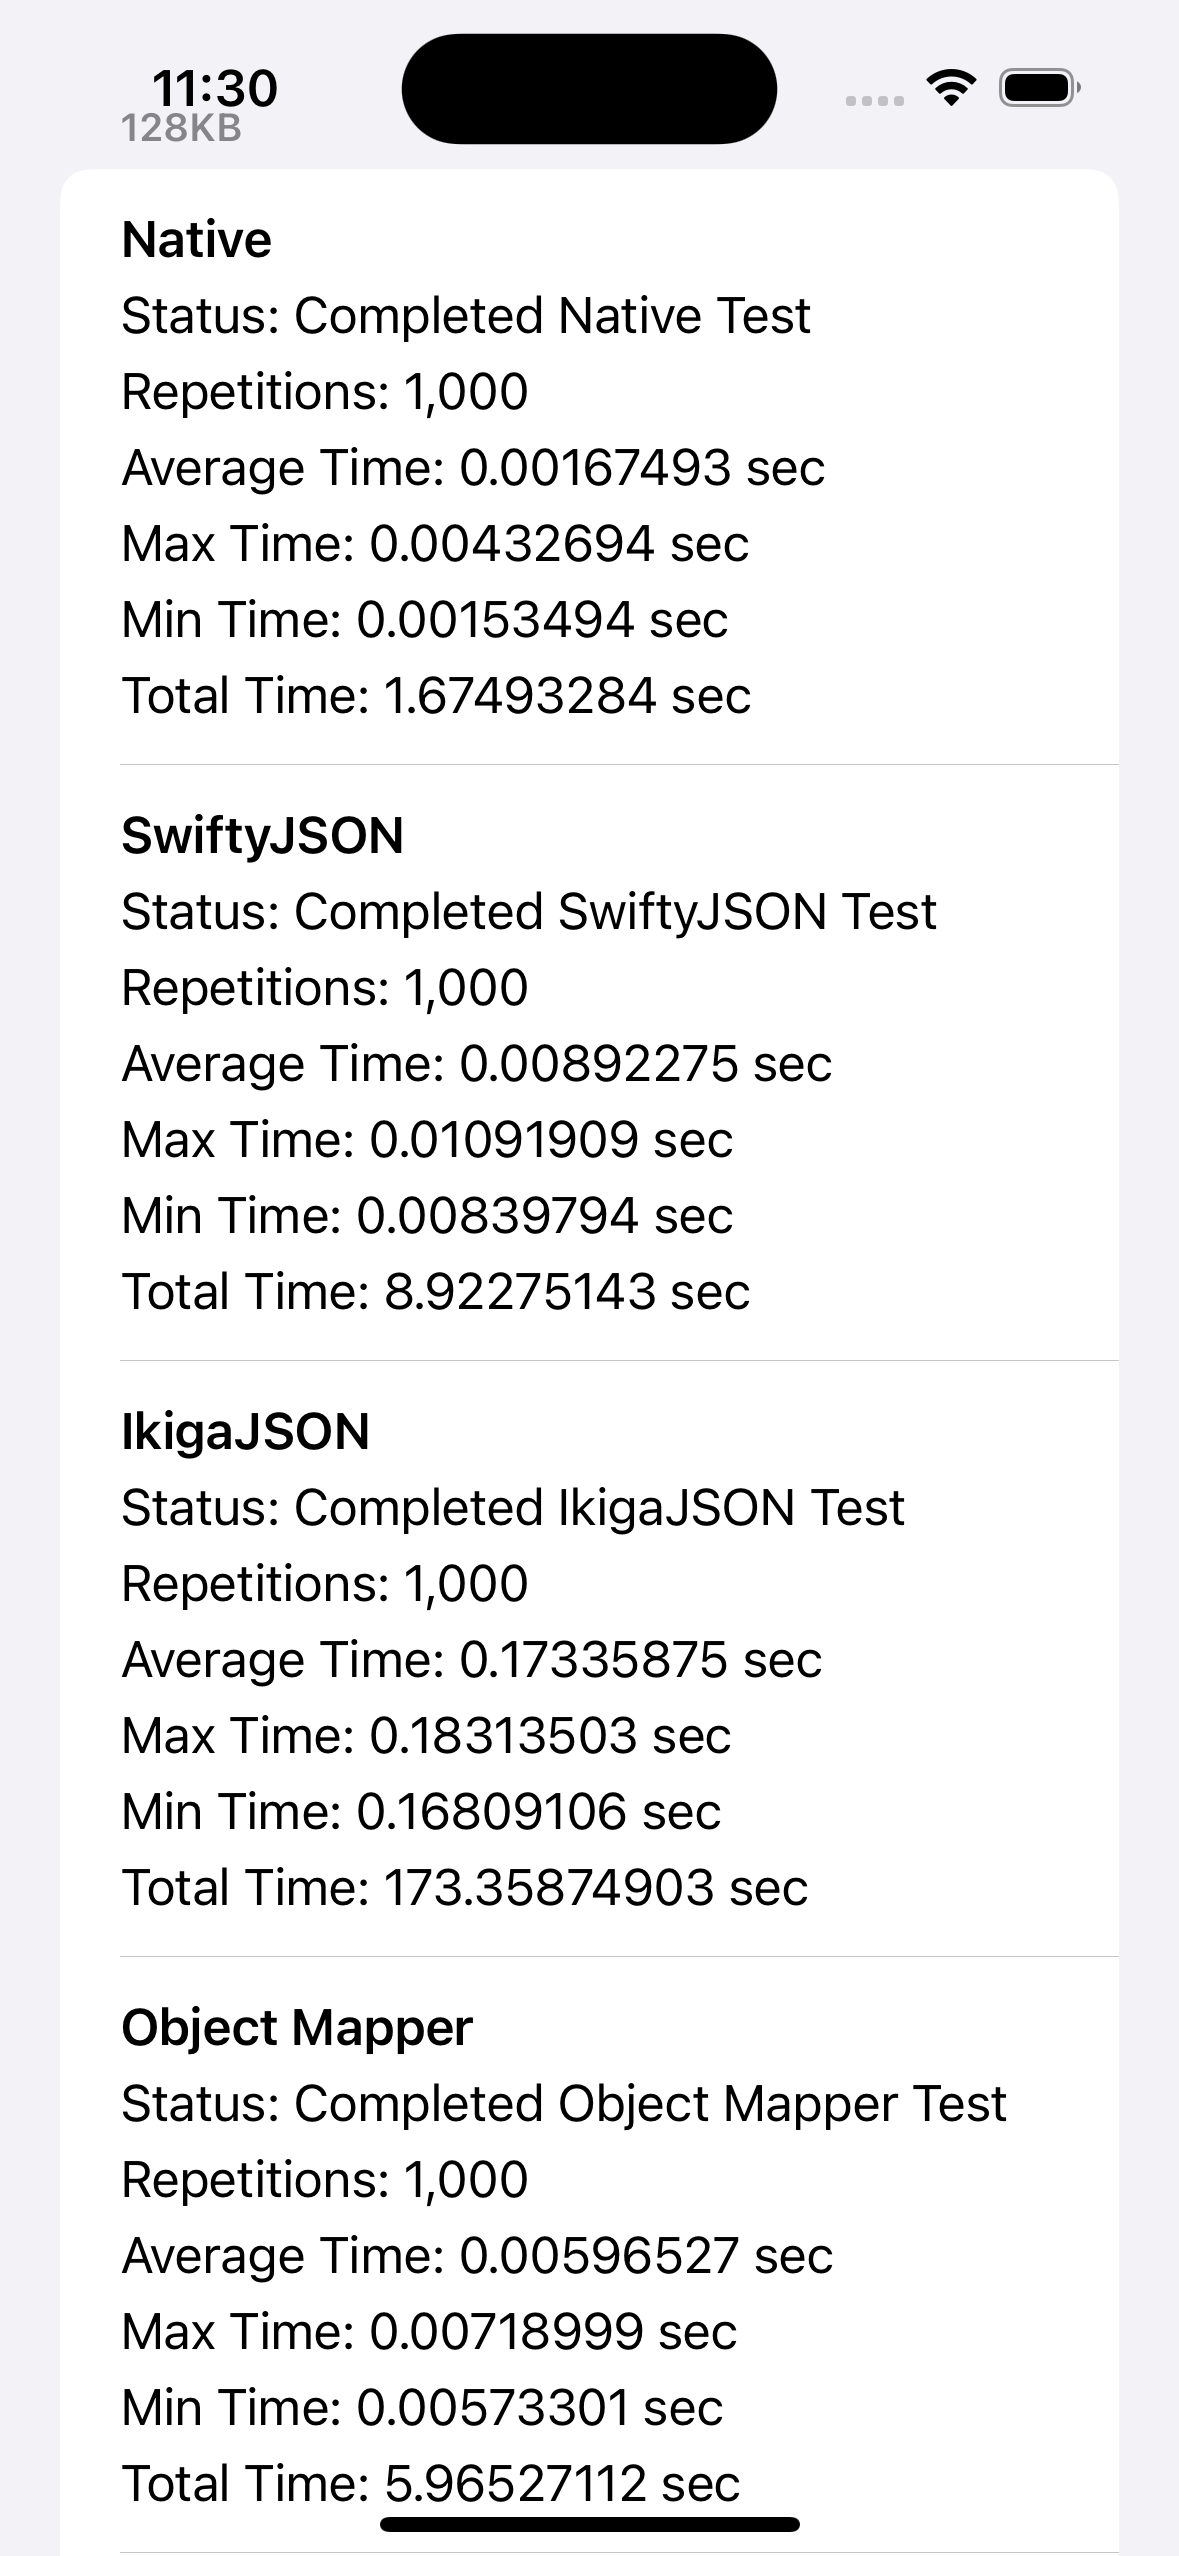 11:30
128KB
Native
Status: Completed Native Test
Repetitions: 1,000
Average Time: 0.00167493 sec
Max Time: 0.00432694 sec
Min Time: 0.00153494 sec
Total Time: 1.67493284 sec
SwiftyJSON
Status: Completed SwiftyJSON Test
Repetitions: 1,000
Average Time: 0.00892275 sec
Max Time: 0.01091909 sec
Min Time: 0.00839794 sec
Total Time: 8.92275143 sec
IkigaJSON
Status: Completed IkigaJSON Test
Repetitions: 1,000
Average Time: 0.17335875 sec
Max Time: 0.18313503 sec
Min Time: 0.16809106 sec
Total Time: 173.35874903 sec
Object Mapper
Status: Completed Object Mapper Test
Repetitions: 1,000
Average Time: 0.00596527 sec
Max Time: 0.00718999 sec
Min Time: 0.00573301 sec
Total Time: 5.96527112 sec